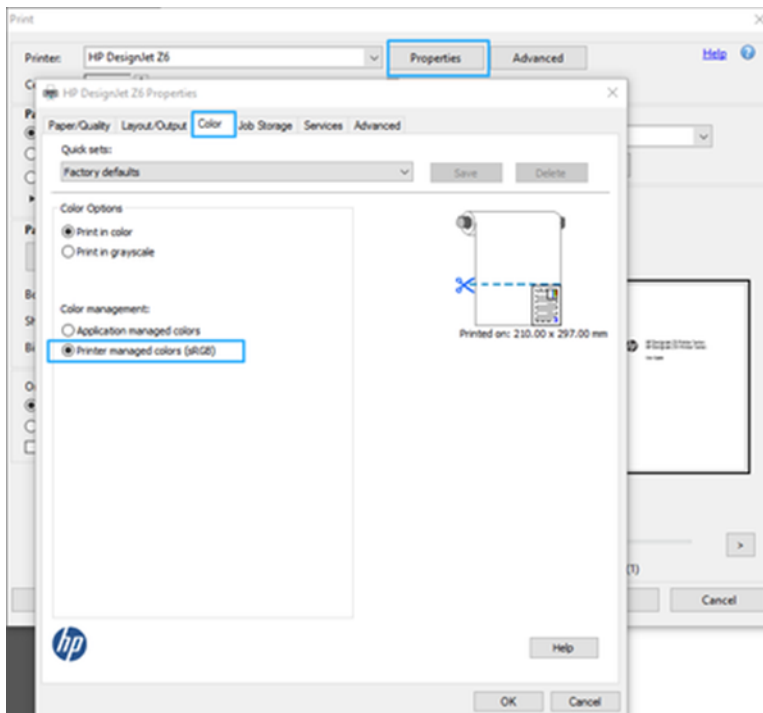 Print
Printer: HP DesignJet Z6 Properties Advanced Help
HP DesignJet Z6 Properties
Paper/Quality Layout/Output Color Job Storage Services Advanced
Quick sets:
Factory defaults Save Delete
Color Options
Print in color
Print in grayscale
Color management:
Application managed colors
Printer managed colors (sRGB)
Printed on: 210.00 x 297.00 mm
(1)
Cancel
hp
Help
OK Cancel